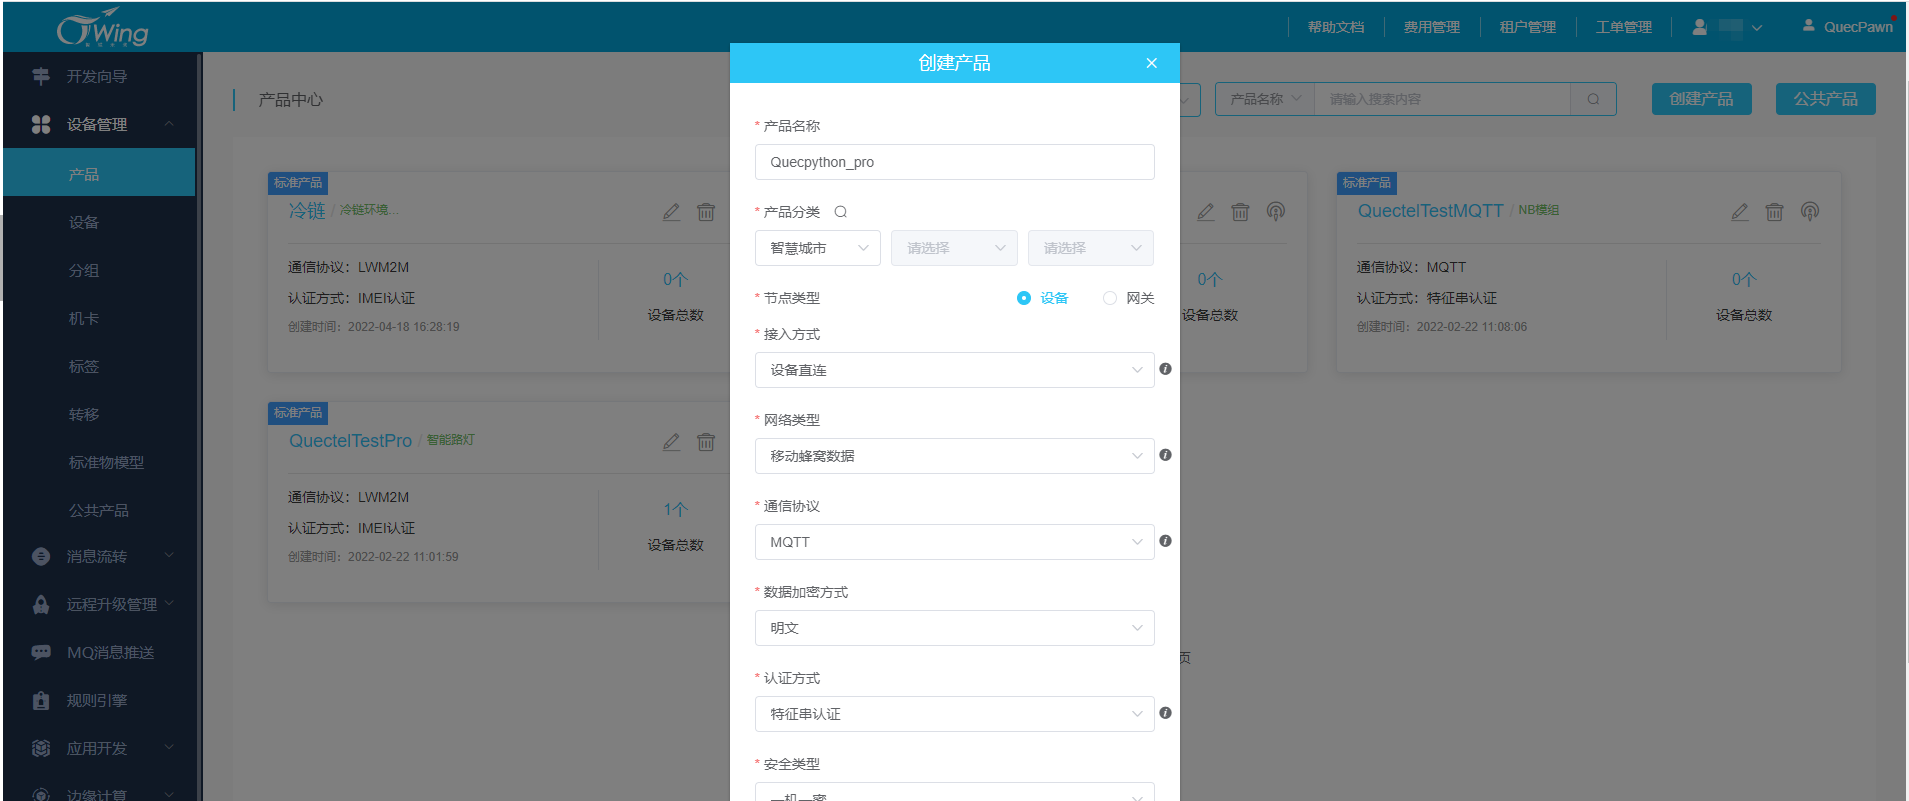 Wing
帮助文档
费用管理
租户管理
工单管理
QuecPawn
开发向导
设备管理
产品
设备
分组
机卡
标签
转移
标准物模型
公共产品
消息流转
远程升级管理
MQ消息推送
规则引擎
应用开发
边缘计算
产品中心
产品名称
请输入搜索内容
创建产品
公共产品
标准产品
冷链 / 冷链环境...
通信协议：LWM2M
认证方式：IMEI认证
创建时间：2022-04-18 16:28:19
0个
设备总数
0个
设备总数
标准产品
QuectelTestMQTT / NB模组
通信协议：MQTT
认证方式：特征串认证
创建时间：2022-02-22 11:08:06
0个
设备总数
标准产品
QuectelTestPro / 智能路灯
通信协议：LWM2M
认证方式：IMEI认证
创建时间：2022-02-22 11:01:59
1个
设备总数
页
创建产品
* 产品名称
Quecpython_pro
* 产品分类
智慧城市
请选择
请选择
* 节点类型
设备
网关
* 接入方式
设备直连
* 网络类型
移动蜂窝数据
* 通信协议
MQTT
* 数据加密方式
明文
* 认证方式
特征串认证
* 安全类型
一机一密